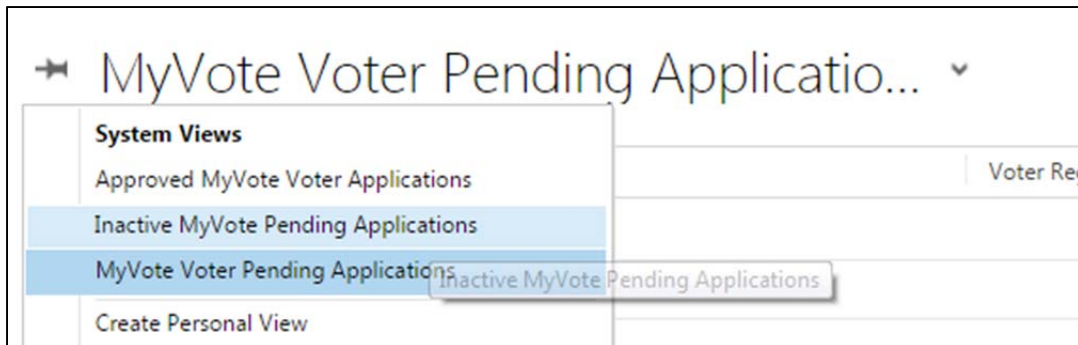 MyVote Voter Pending Applicatio...
System Views
Approved MyVote Voter Applications
Voter Reg
Inactive MyVote Pending Applications
MyVote Voter Pending Applications
Inactive MyVote Pending Applications
Create Personal View